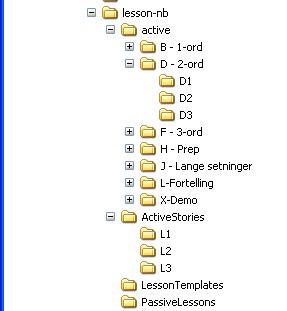 lesson-nb
active
B - 1-ord
D - 2-ord
D1
D2
D3
F - 3-ord
H - Prep
J - Lange setninger
L-Fortelling
X-Demo
ActiveStories
L1
L2
L3
LessonTemplates
PassiveLessons